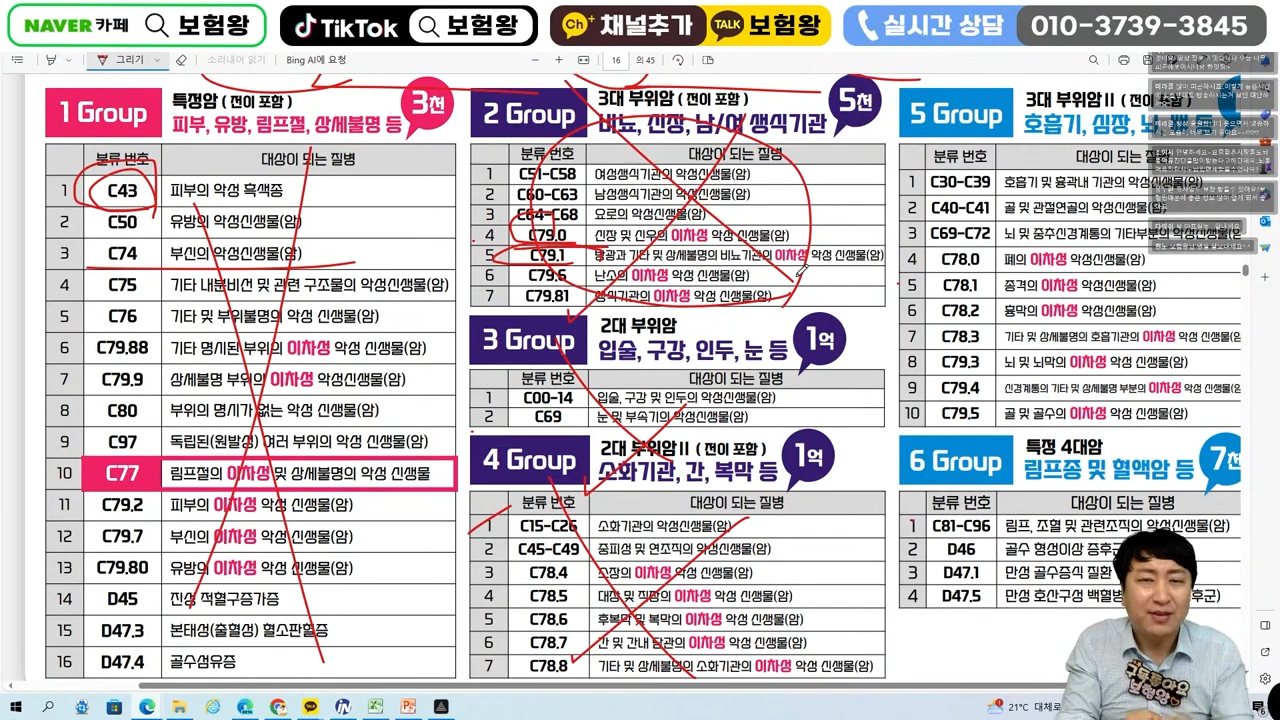 NAVER 카페 보험왕
TikTok 보험왕
Ch+ 채널추가 TALK 보험왕
실시간 상담 010-3739-3845
그리기 소리내어 읽기 Bing AI에 요청 16 의 45
1 Group 특정암 ( 전이 포함 ) 3천
피부, 유방, 림프절, 상세불명 등
분류 번호 대상이 되는 질병
1 C43 피부의 악성 흑색종
2 C50 유방의 악성신생물(암)
3 C74 부신의 악성신생물(암)
4 C75 기타 내분비선 및 관련 구조물의 악성신생물(암)
5 C76 기타 및 부위불명의 악성 신생물(암)
6 C79.88 기타 명시된 부위의 이차성 악성 신생물(암)
7 C79.9 상세불명 부위의 이차성 악성신생물(암)
8 C80 부위의 명시가 없는 악성 신생물(암)
9 C97 독립된(원발성) 여러 부위의 악성 신생물(암)
10 C77 림프절의 이차성 및 상세불명의 악성 신생물
11 C79.2 피부의 이차성 악성 신생물(암)
12 C79.7 부신의 이차성 악성 신생물(암)
13 C79.80 유방의 이차성 악성 신생물(암)
14 D45 진성 적혈구증가증
15 D47.3 본태성(출혈성) 혈소판혈증
16 D47.4 골수섬유증
2 Group 3대 부위암 ( 전이 포함 ) 5천
비뇨, 신장, 남/여 생식기관
분류 번호 대상이 되는 질병
1 C51-C58 여성생식기관의 악성신생물(암)
2 C60-C63 남성생식기관의 악성신생물(암)
3 C64-C68 요로의 악성신생물(암)
4 C79.0 신장 및 신우의 이차성 악성 신생물(암)
5 C79.1 방광과 기타 및 상세불명의 비뇨기관의 이차성 악성 신생물(암)
6 C79.6 난소의 이차성 악성 신생물(암)
7 C79.81 생식기관의 이차성 악성 신생물(암)
3 Group 2대 부위암 1억
입술, 구강, 인두, 눈 등
분류 번호 대상이 되는 질병
1 C00-14 입술, 구강 및 인두의 악성신생물(암)
2 C69 눈 및 부속기의 악성신생물(암)
4 Group 2대 부위암II ( 전이 포함 ) 1억
소화기관, 간, 복막 등
분류 번호 대상이 되는 질병
1 C15-C26 소화기관의 악성신생물(암)
2 C45-C49 중피성 및 연조직의 악성신생물(암)
3 C78.4 소장의 이차성 악성 신생물(암)
4 C78.5 대장 및 직장의 이차성 악성 신생물(암)
5 C78.6 후복막 및 복막의 이차성 악성 신생물(암)
6 C78.7 간 및 간내 담관의 이차성 악성 신생물(암)
7 C78.8 기타 및 상세불명의 소화기관의 이차성 악성 신생물(암)
5 Group 3대 부위암II ( 전이 포함 )
호흡기, 심장, 뇌
분류 번호 대상이 되는 질병
1 C30-C39 호흡기 및 흉곽내 기관의 악성신생물(암)
2 C40-C41 골 및 관절연골의 악성신생물(암)
3 C69-C72 뇌 및 중추신경계통의 기타부분의 악성신생물(암)
4 C78.0 폐의 이차성 악성 신생물(암)
5 C78.1 종격의 이차성 악성 신생물(암)
6 C78.2 흉막의 이차성 악성 신생물(암)
7 C78.3 기타 및 상세불명의 호흡기관의 이차성 악성 신생물(암)
8 C79.3 뇌 및 뇌막의 이차성 악성 신생물(암)
9 C79.4 신경계통의 기타 및 상세불명 부분의 이차성 악성 신생물(암)
10 C79.5 골 및 골수의 이차성 악성 신생물(암)
6 Group 특정 4대암 7천
림프종 및 혈액암 등
분류 번호 대상이 되는 질병
1 C81-C96 림프, 조혈 및 관련조직의 악성신생물(암)
2 D46 골수 형성이상 증후군
3 D47.1 만성 골수증식 질환
4 D47.5 만성 호산구성 백혈병
구독좋아요
보험왕
21°C 대체로